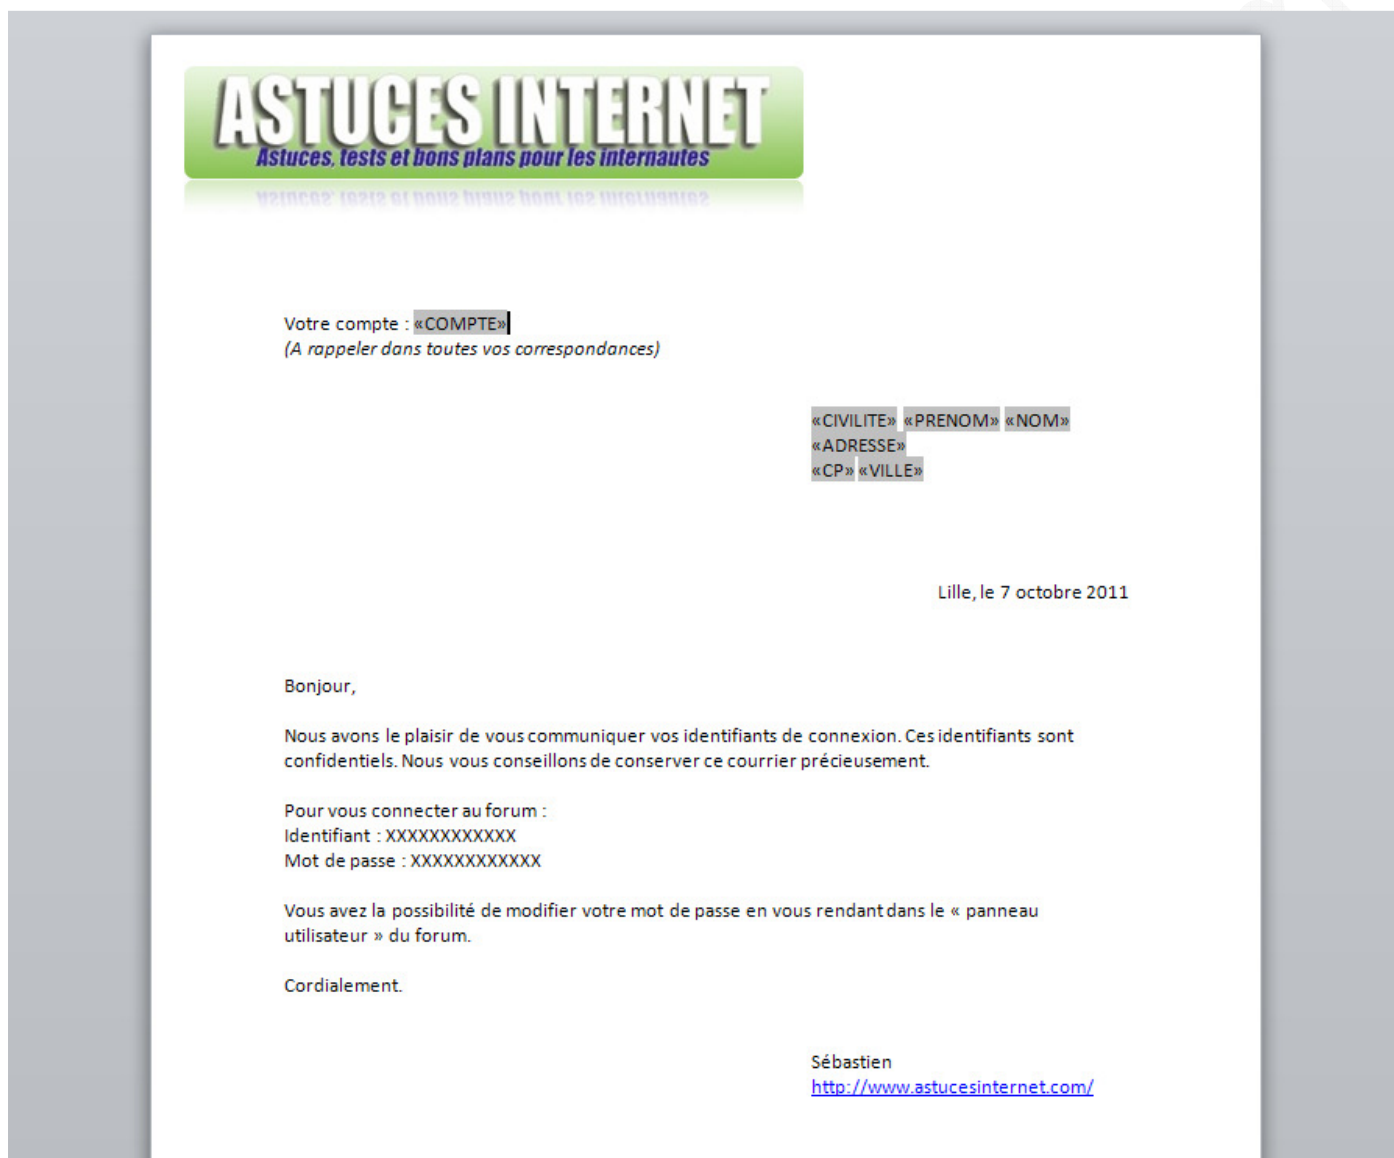 ASTUCES INTERNET
Astuces, tests et bons plans pour les internautes
Votre compte : «COMPTE»
(A rappeler dans toutes vos correspondances)
«CIVILITE» «PRENOM» «NOM»
«ADRESSE»
«CP» «VILLE»
Lille, le 7 octobre 2011
Bonjour,
Nous avons le plaisir de vous communiquer vos identifiants de connexion. Ces identifiants sont
confidentiels. Nous vous conseillons de conserver ce courrier précieusement.
Pour vous connecter au forum :
Identifiant : XXXXXXXXXXXX
Mot de passe : XXXXXXXXXXXX
Vous avez la possibilité de modifier votre mot de passe en vous rendant dans le « panneau
utilisateur » du forum.
Cordialement.
Sébastien
http://www.astucesinternet.com/